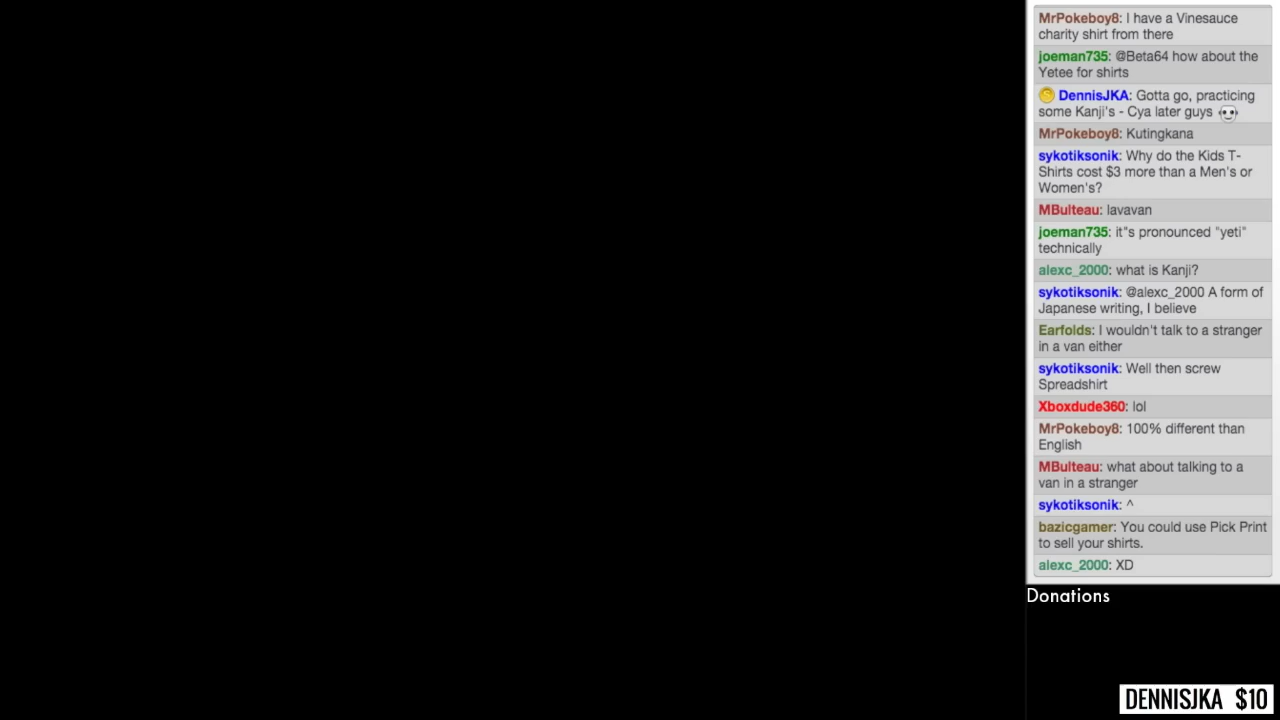 MrPokeboy8: I have a Vinesauce
charity shirt from there
joeman735: @Beta64 how about the
Yetee for shirts
DennisJKA: Gotta go, practicing
some Kanji's - Cya later guys
MrPokeboy8: Kutingkana
sykotiksonik: Why do the Kids T-
Shirts cost $3 more than a Men's or
Women's?
MBulteau: lavavan
joeman735: it"s pronounced "yeti"
technically
alexc_2000: what is Kanji?
sykotiksonik: @alexc_2000 A form of
Japanese writing, I believe
Earfolds: I wouldn't talk to a stranger
in a van either
sykotiksonik: Well then screw
Spreadshirt
Xboxdude360: lol
MrPokeboy8: 100% different than
English
MBulteau: what about talking to a
van in a stranger
sykotiksonik: ^
bazicgamer: You could use Pick Print
to sell your shirts.
alexc_2000: XD
Donations
DENNISJKA $10